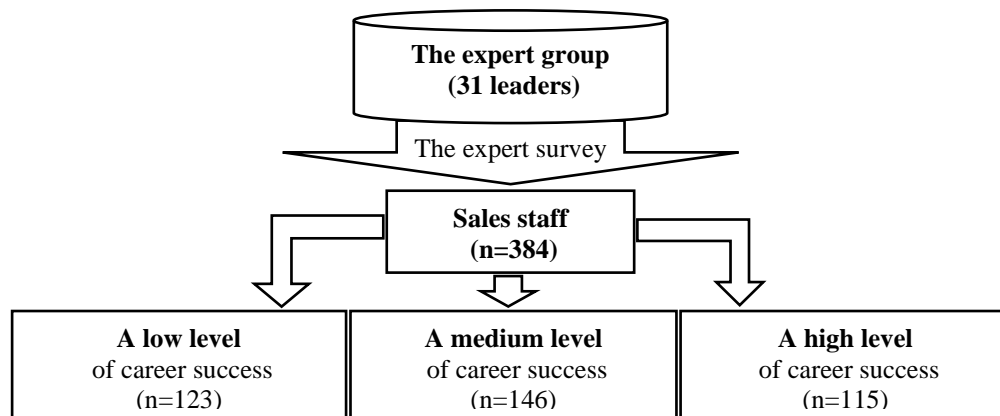 The expert group
(31 leaders)
The expert survey
Sales staff
(n=384)
A low level
of career success
(n=123)
A medium level
of career success
(n=146)
A high level
of career success
(n=115)